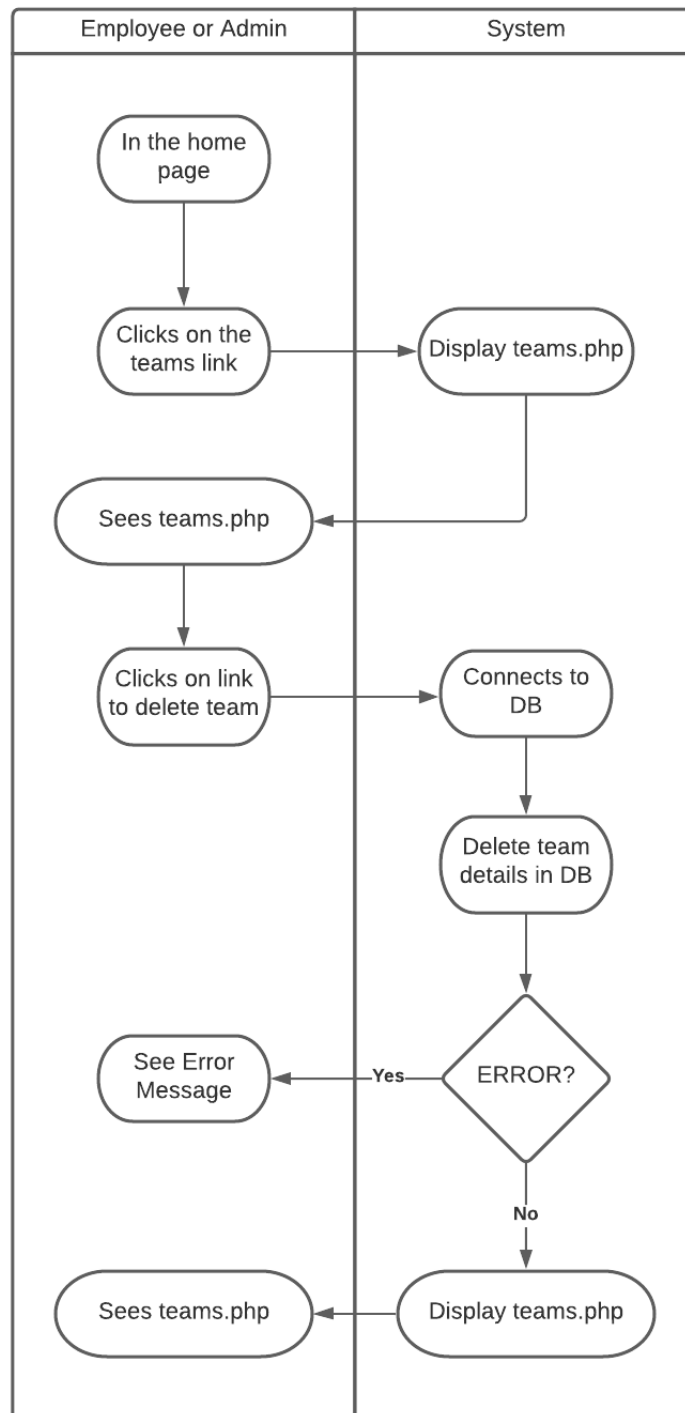 Employee or Admin
System
In the home
page
Clicks on the
teams link
Display teams.php
Sees teams.php
Clicks on link
to delete team
Connects to
DB
Delete team
details in DB
ERROR?
Yes
See Error
Message
No
Display teams.php
Sees teams.php